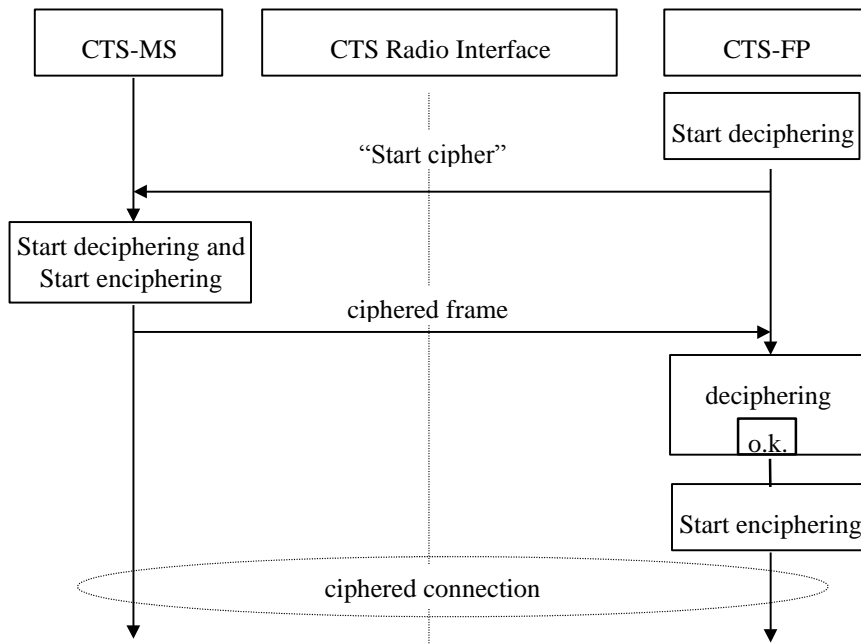 CTS-MS
CTS Radio Interface
CTS-FP
Start deciphering
“Start cipher”
Start deciphering and
Start enciphering
ciphered frame
deciphering
o.k.
Start enciphering
ciphered connection